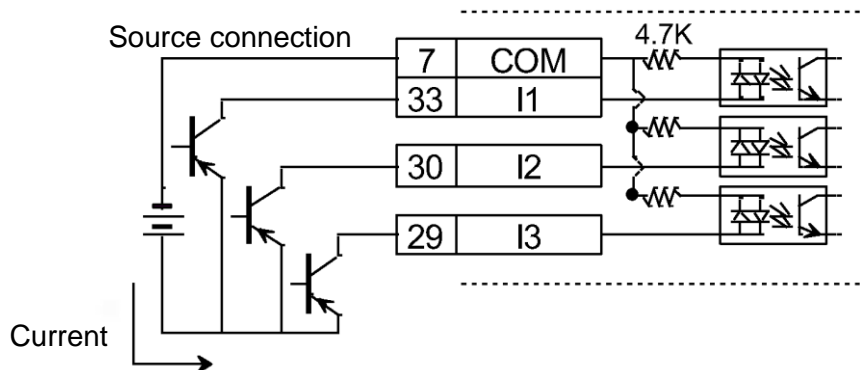 Source connection
4.7K
7 COM
33 I1
30 I2
29 I3
Current